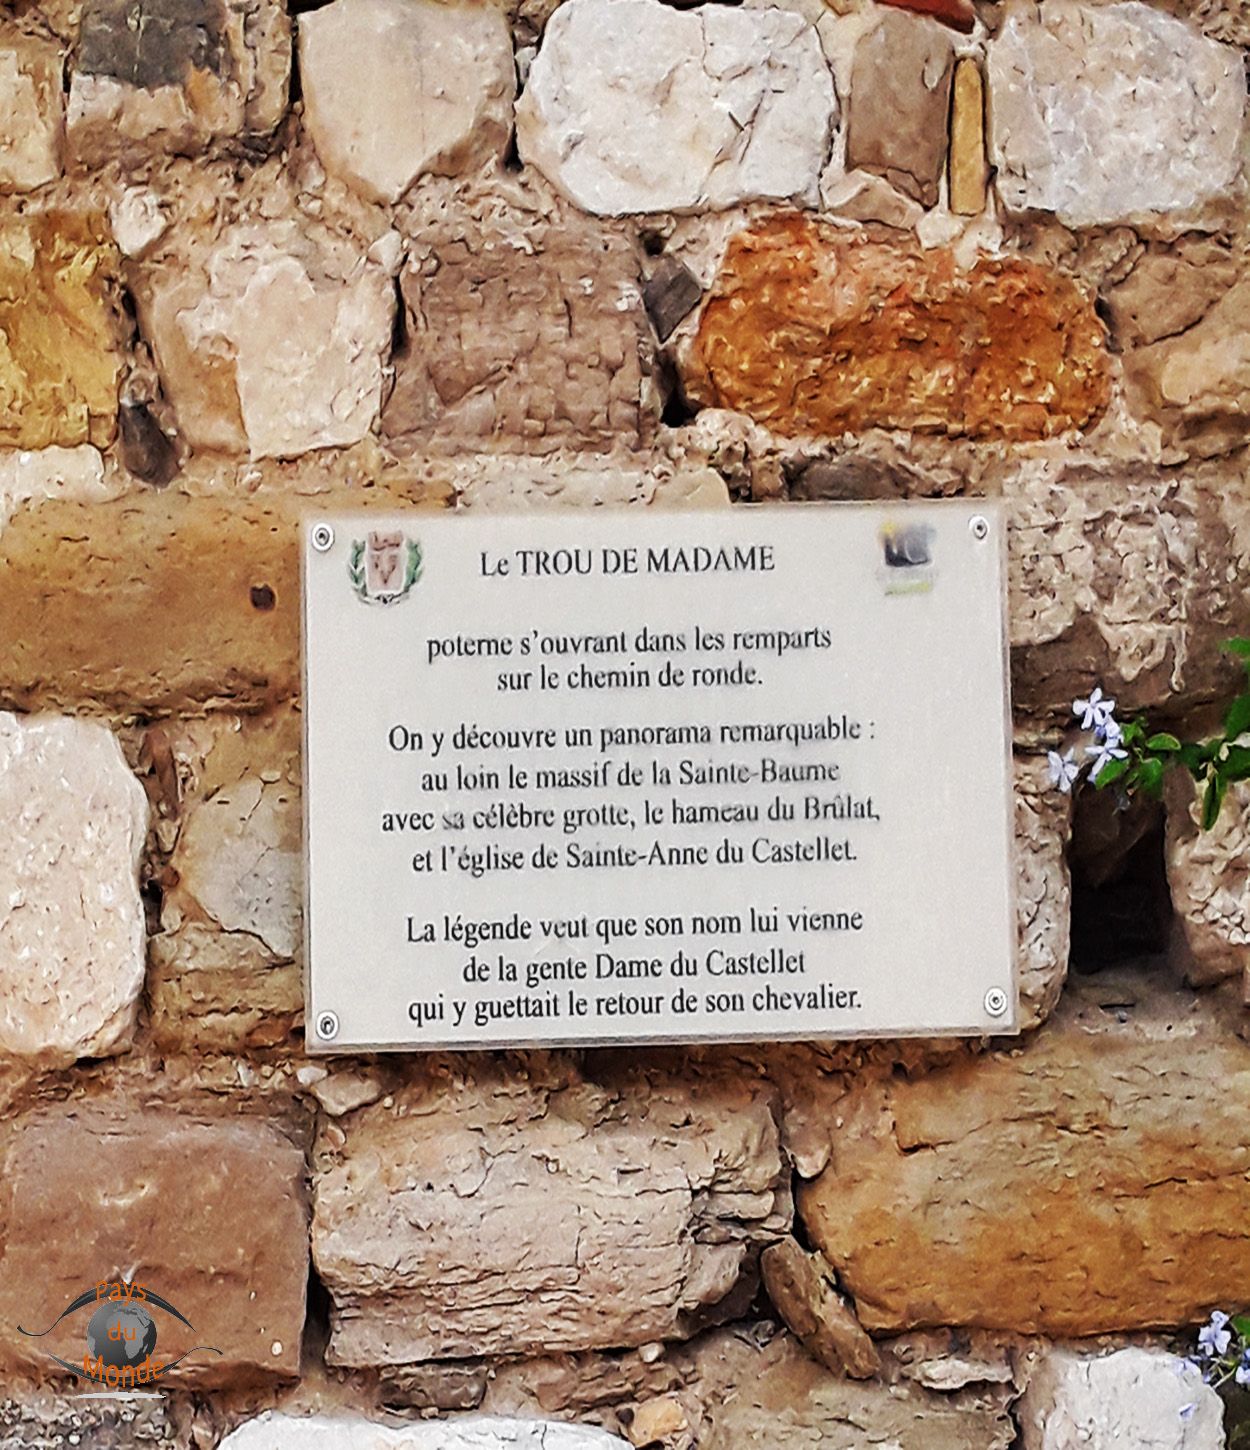 Le TROU DE MADAME
poterne s'ouvrant dans les remparts
sur le chemin de ronde.
On y découvre un panorama remarquable :
au loin le massif de la Sainte-Baume
avec sa célèbre grotte, le hameau du Brûlat,
et l'église de Sainte-Anne du Castellet.
La légende veut que son nom lui vienne
de la gente Dame du Castellet
qui y guettait le retour de son chevalier.
Pays
du
Monde